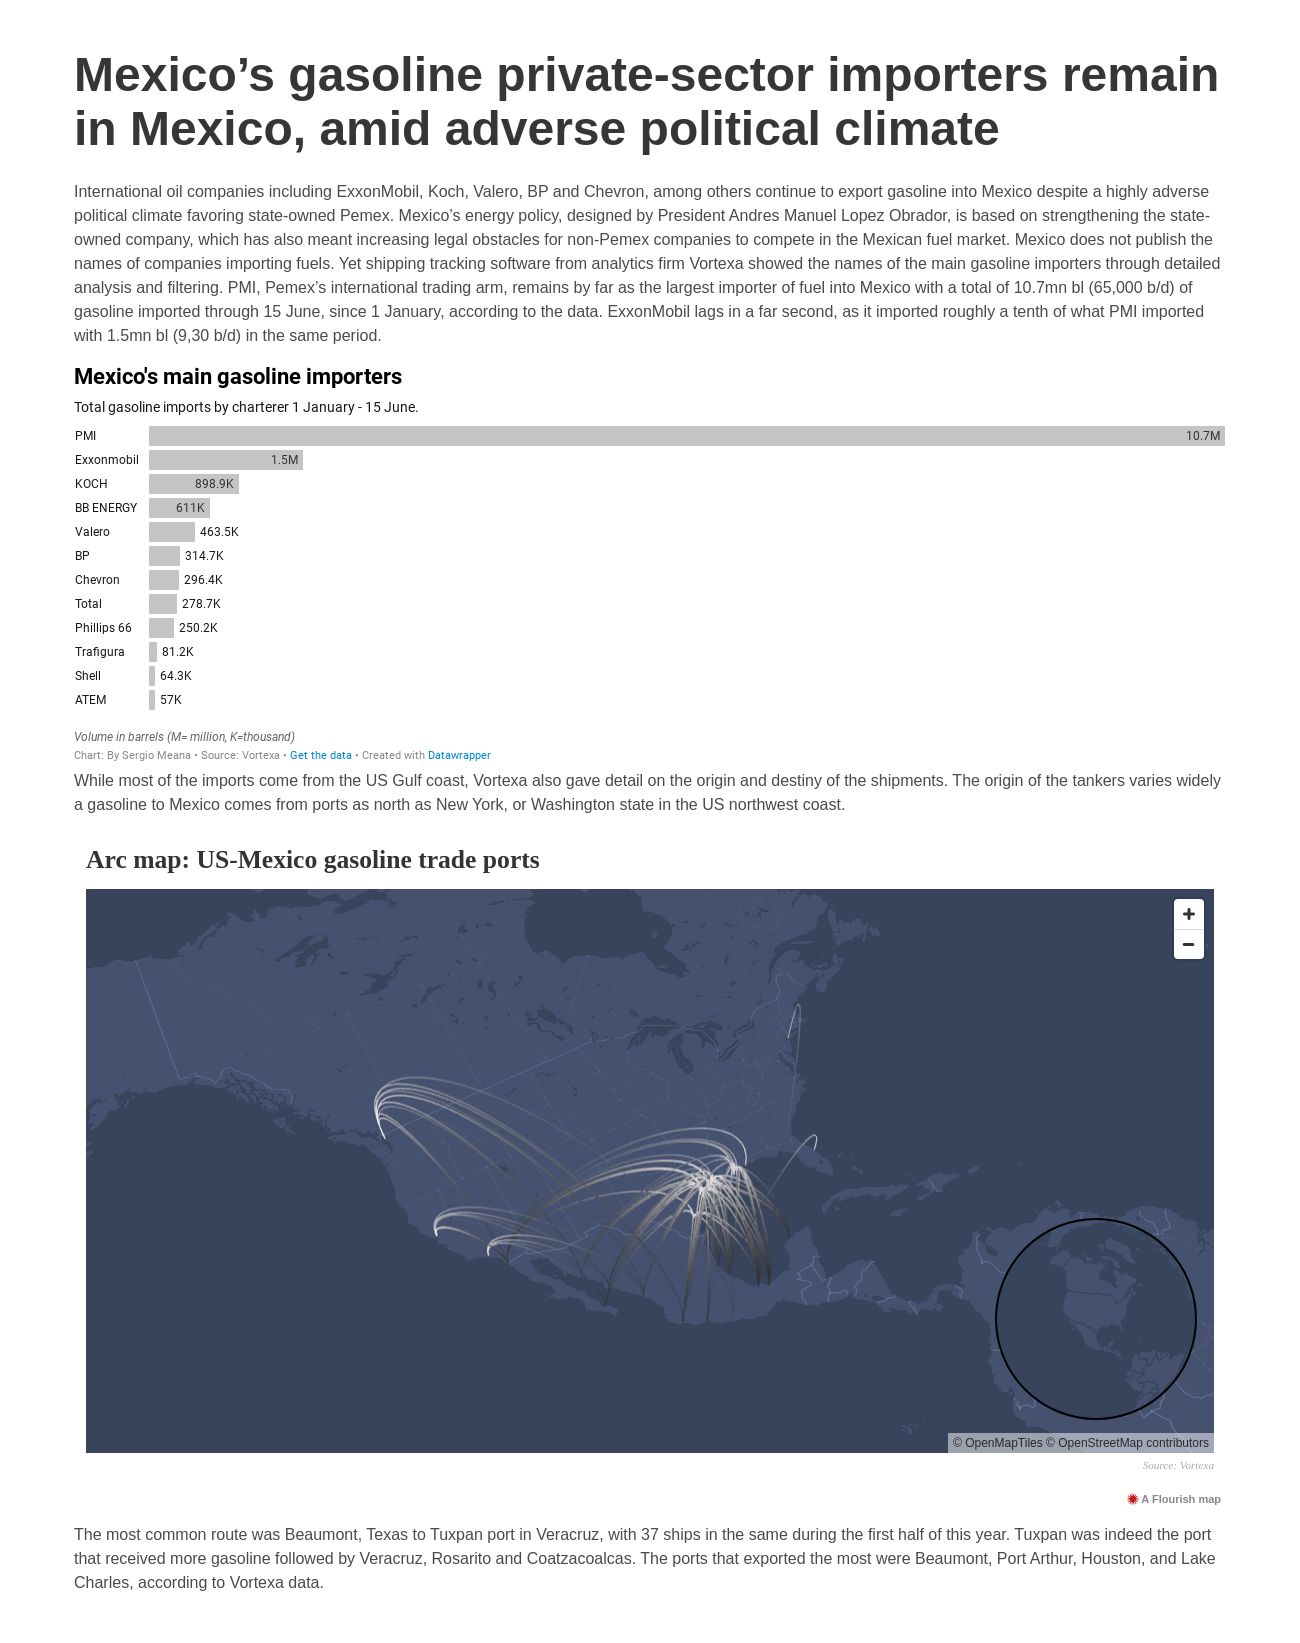 Mexico’s gasoline private-sector importers remain
in Mexico, amid adverse political climate
International oil companies including ExxonMobil, Koch, Valero, BP and Chevron, among others continue to export gasoline into Mexico despite a highly adverse
political climate favoring state-owned Pemex. Mexico’s energy policy, designed by President Andres Manuel Lopez Obrador, is based on strengthening the state-
owned company, which has also meant increasing legal obstacles for non-Pemex companies to compete in the Mexican fuel market. Mexico does not publish the
names of companies importing fuels. Yet shipping tracking software from analytics firm Vortexa showed the names of the main gasoline importers through detailed
analysis and filtering. PMI, Pemex’s international trading arm, remains by far as the largest importer of fuel into Mexico with a total of 10.7mn bl (65,000 b/d) of
gasoline imported through 15 June, since 1 January, according to the data. ExxonMobil lags in a far second, as it imported roughly a tenth of what PMI imported
with 1.5mn bl (9,30 b/d) in the same period.
Mexico's main gasoline importers
Total gasoline imports by charterer 1 January - 15 June.
PMI 10.7M
Exxonmobil 1.5M
KOCH 898.9K
BB ENERGY 611K
Valero 463.5K
BP 314.7K
Chevron 296.4K
Total 278.7K
Phillips 66 250.2K
Trafigura 81.2K
Shell 64.3K
ATEM 57K
Volume in barrels (M= million, K=thousand)
Chart: By Sergio Meana • Source: Vortexa • Get the data • Created with Datawrapper
While most of the imports come from the US Gulf coast, Vortexa also gave detail on the origin and destiny of the shipments. The origin of the tankers varies widely
a gasoline to Mexico comes from ports as north as New York, or Washington state in the US northwest coast.
Arc map: US-Mexico gasoline trade ports
© OpenMapTiles © OpenStreetMap contributors
Source: Vortexa
A Flourish map
The most common route was Beaumont, Texas to Tuxpan port in Veracruz, with 37 ships in the same during the first half of this year. Tuxpan was indeed the port
that received more gasoline followed by Veracruz, Rosarito and Coatzacoalcas. The ports that exported the most were Beaumont, Port Arthur, Houston, and Lake
Charles, according to Vortexa data.